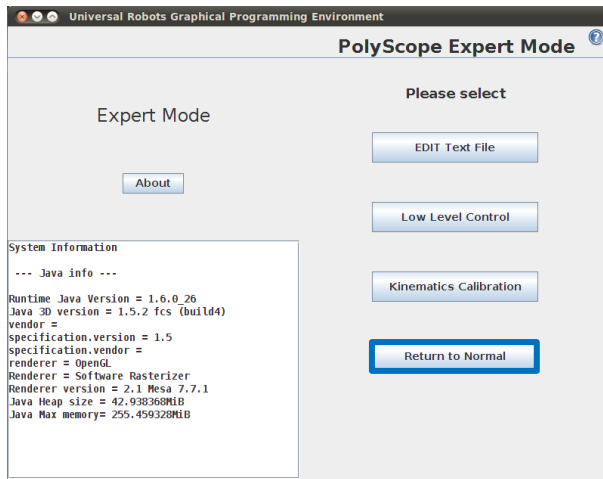 Universal Robots Graphical Programming Environment
PolyScope Expert Mode
?
Expert Mode
About
System Information
--- Java info ---
Runtime Java Version = 1.6.0_26
Java 3D version = 1.5.2 fcs (build4)
vendor =
specification.version = 1.5
specification.vendor =
renderer = OpenGL
Renderer = Software Rasterizer
Renderer version = 2.1 Mesa 7.7.1
Java Heap size = 42.938368MiB
Java Max memory= 255.459328MiB
Please select
EDIT Text File
Low Level Control
Kinematics Calibration
Return to Normal